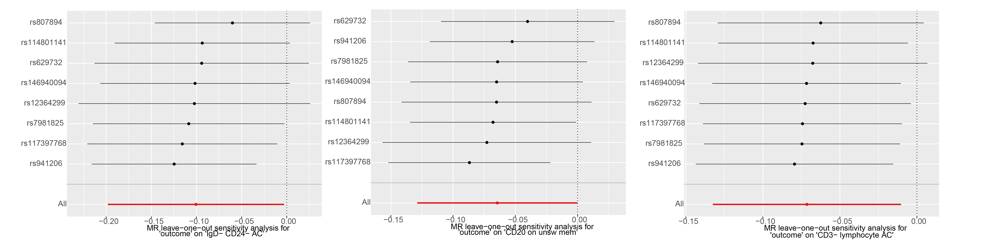 rs807894
rs114801141
rs629732
rs146940094
rs12364299
rs7981825
rs117397768
rs941206
All
−0.20 −0.15 −0.10 −0.05 0.00
MR leave−one−out sensitivity analysis for
'outcome' on 'IgD− CD24− AC'
rs629732
rs941206
rs7981825
rs146940094
rs807894
rs114801141
rs12364299
rs117397768
All
−0.15 −0.10 −0.05 0.00
MR leave−one−out sensitivity analysis for
'outcome' on 'CD20 on unsw mem'
rs807894
rs114801141
rs12364299
rs146940094
rs629732
rs117397768
rs7981825
rs941206
All
−0.15 −0.10 −0.05 0.00
MR leave−one−out sensitivity analysis for
'outcome' on 'CD3− lymphocyte AC'